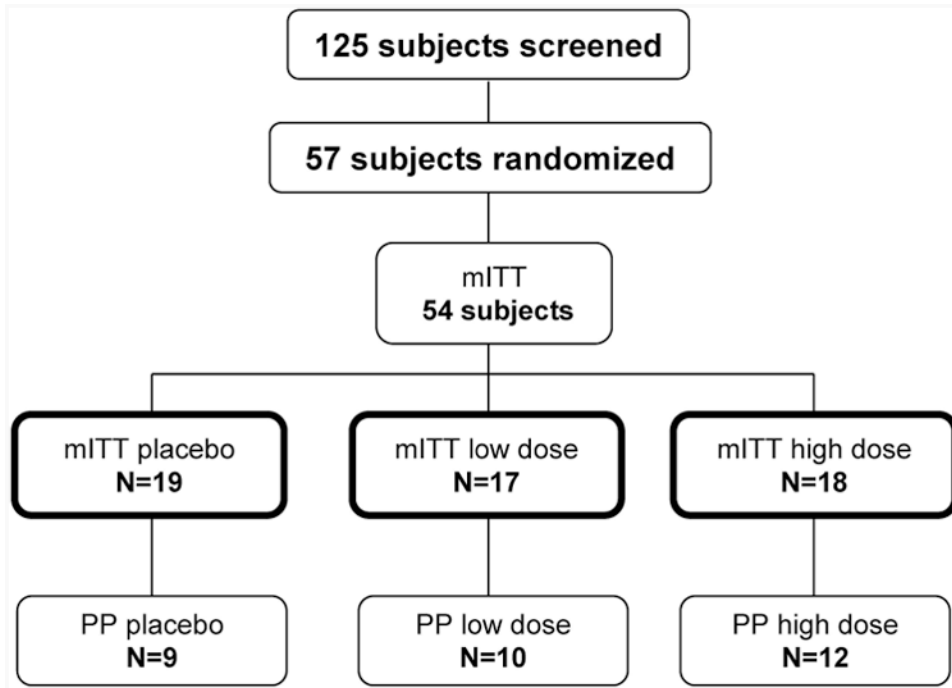 125 subjects screened
57 subjects randomized
mITT
54 subjects
mITT placebo
N=19
mITT low dose
N=17
mITT high dose
N=18
PP placebo
N=9
PP low dose
N=10
PP high dose
N=12